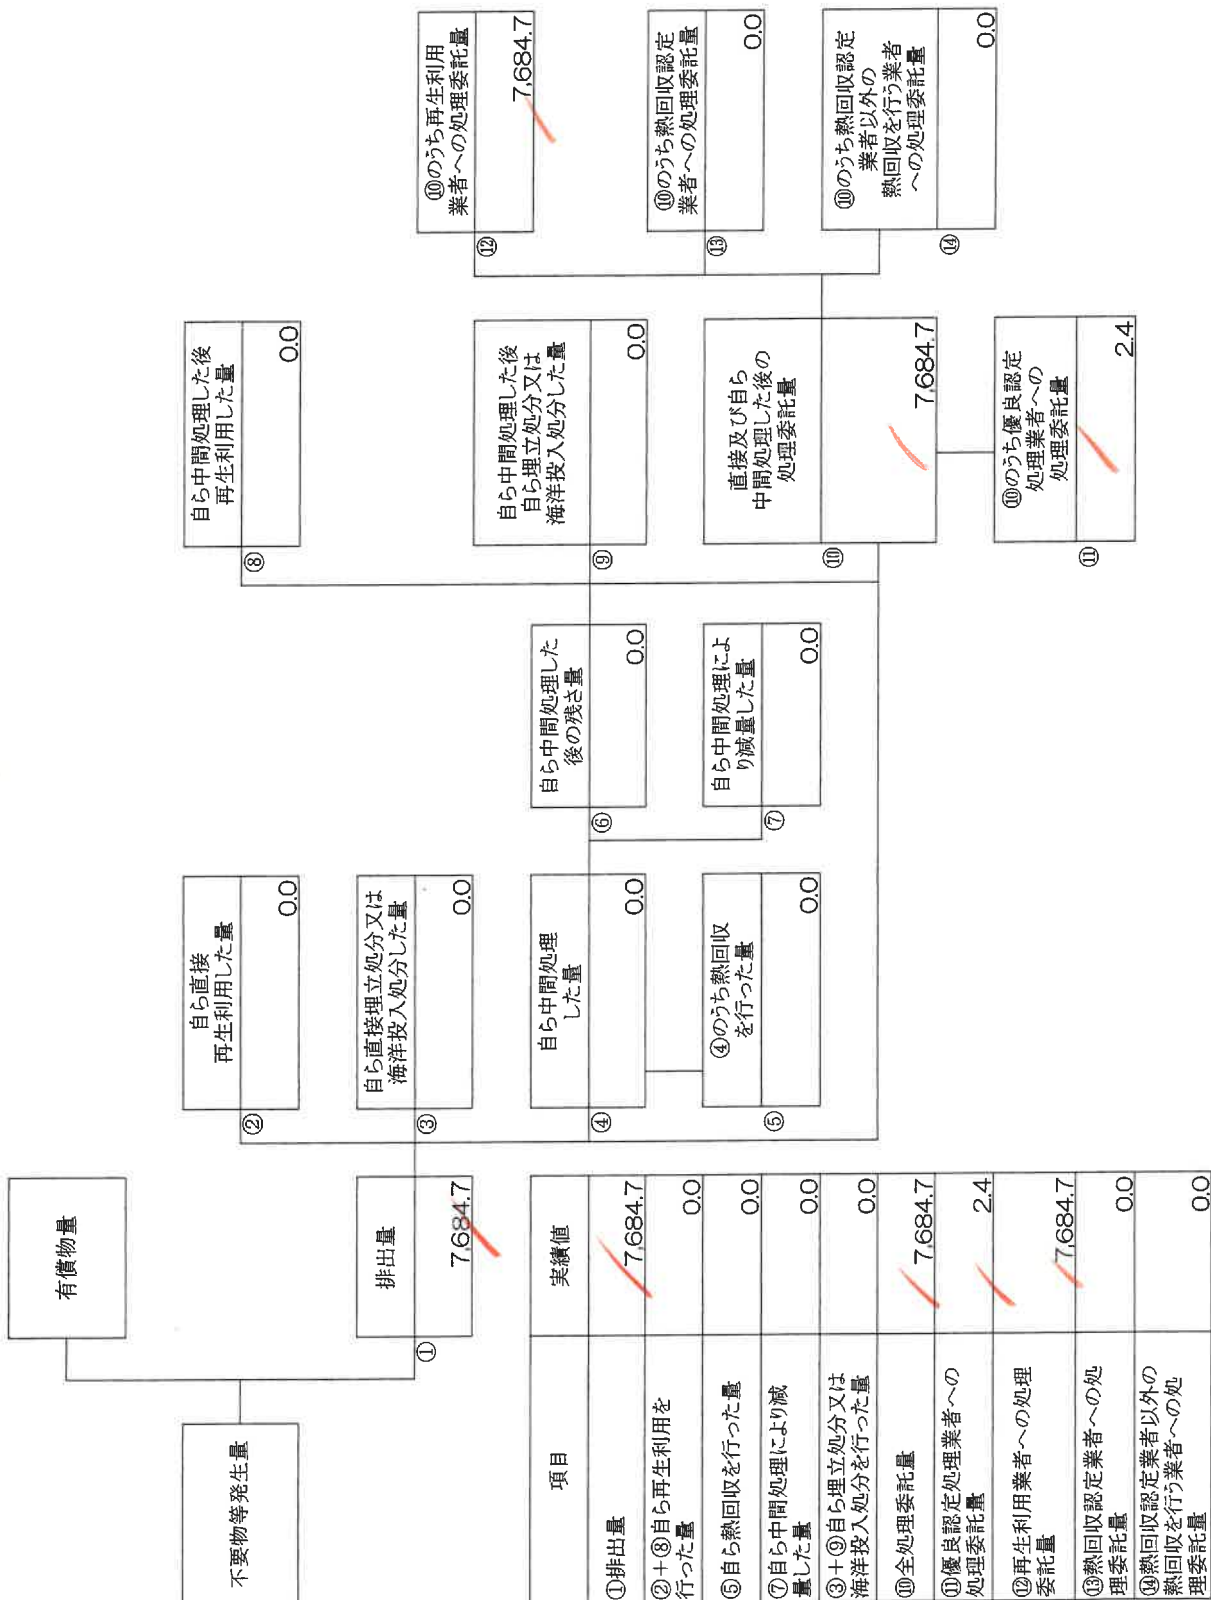 不要物等発生量
有償物量
排出量
①
7,684.7
自ら直接
再生利用した量
②
0.0
自ら直接埋立処分又は
海洋投入処分した量
③
0.0
自ら中間処理
した量
④
0.0
④のうち熱回収
を行った量
⑤
0.0
自ら中間処理した
後の残さ量
⑥
0.0
自ら中間処理によ
り減量した量
⑦
0.0
自ら中間処理した後
再生利用した量
⑧
0.0
自ら中間処理した後
自ら埋立処分又は
海洋投入処分した量
⑨
0.0
直接及び自ら
中間処理した後の
処理委託量
⑩
7,684.7
⑩のうち優良認定
処理業者への
処理委託量
⑪
2.4
⑩のうち再生利用
業者への処理委託量
⑫
7,684.7
⑩のうち熱回収認定
業者への処理委託量
⑬
0.0
⑩のうち熱回収認定
業者以外の
熱回収を行う業者
への処理委託量
⑭
0.0
項目 実績値
①排出量 7,684.7
②+⑧自ら再生利用を
行った量 0.0
⑤自ら熱回収を行った量 0.0
⑦自ら中間処理により減
量した量 0.0
③+⑨自ら埋立処分又は
海洋投入処分を行った量 0.0
⑩全処理委託量 7,684.7
⑪優良認定処理業者への
処理委託量 2.4
⑫再生利用業者への処理
委託量 7,684.7
⑬熱回収認定業者への処
理委託量 0.0
⑭熱回収認定業者以外の
熱回収を行う業者への処
理委託量 0.0